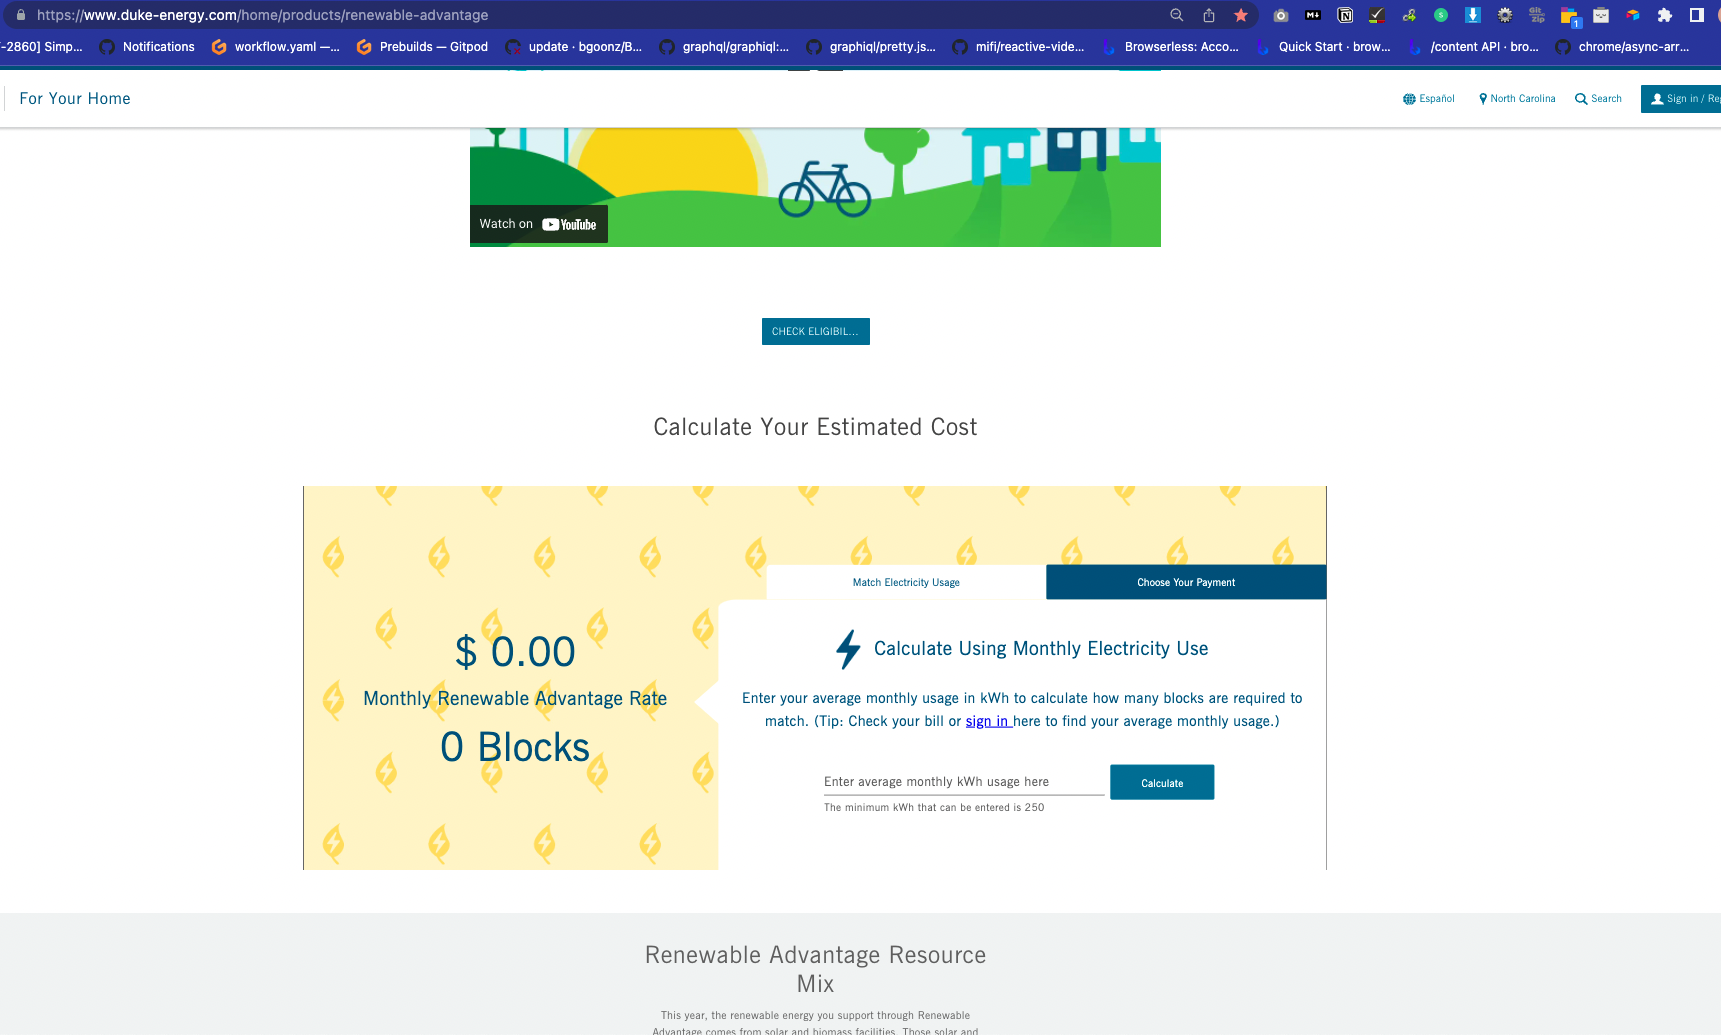 https://www.duke-energy.com/home/products/renewable-advantage
-2860] Simp... Notifications workflow.yaml —... Prebuilds — Gitpod update · bgoonz/B... graphql/graphiql:... graphiql/pretty.js... mifi/reactive-vide... Browserless: Acco... Quick Start · brow... /content API · bro... chrome/async-arr...
For Your Home Español North Carolina Search Sign in / Reg
Watch on YouTube
CHECK ELIGIBIL...
Calculate Your Estimated Cost
Match Electricity Usage Choose Your Payment
$ 0.00
Monthly Renewable Advantage Rate
0 Blocks
Calculate Using Monthly Electricity Use
Enter your average monthly usage in kWh to calculate how many blocks are required to
match. (Tip: Check your bill or sign in here to find your average monthly usage.)
Enter average monthly kWh usage here Calculate
The minimum kWh that can be entered is 250
Renewable Advantage Resource
Mix
This year, the renewable energy you support through Renewable
Advantage comes from solar and biomass facilities. Those solar and